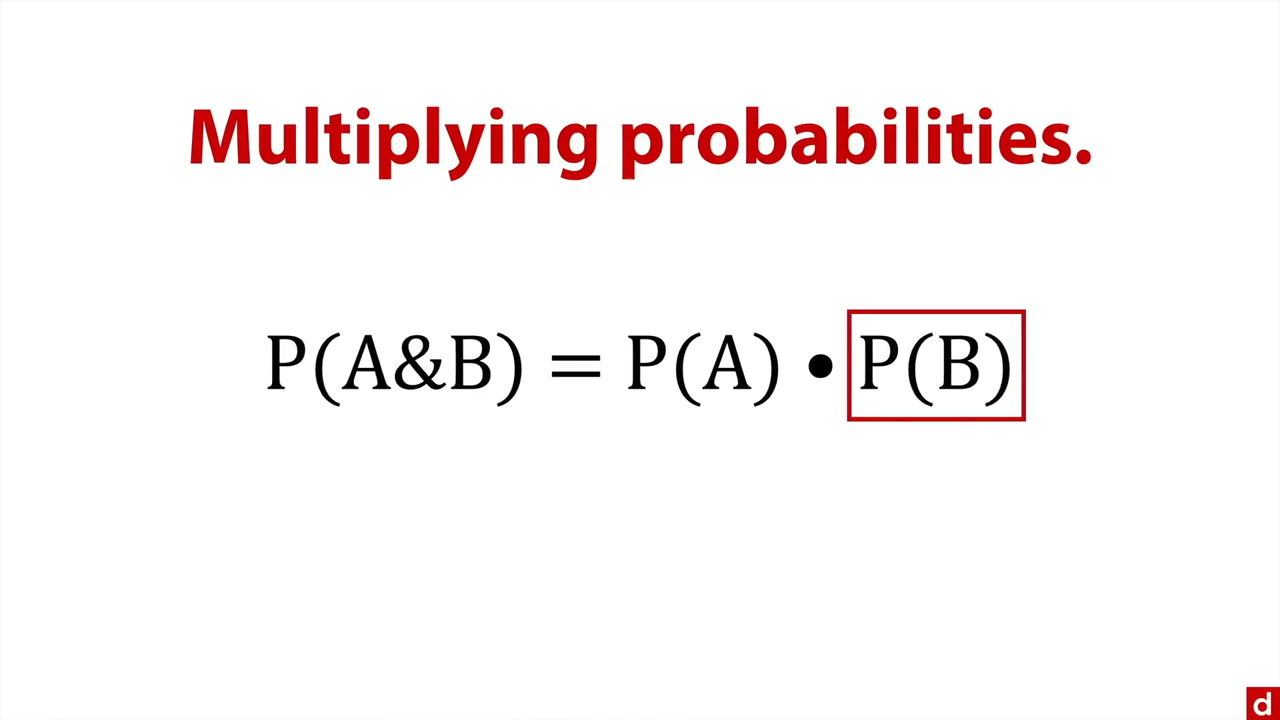 Multiplying probabilities.
P(A&B) = P(A) • P(B)
d